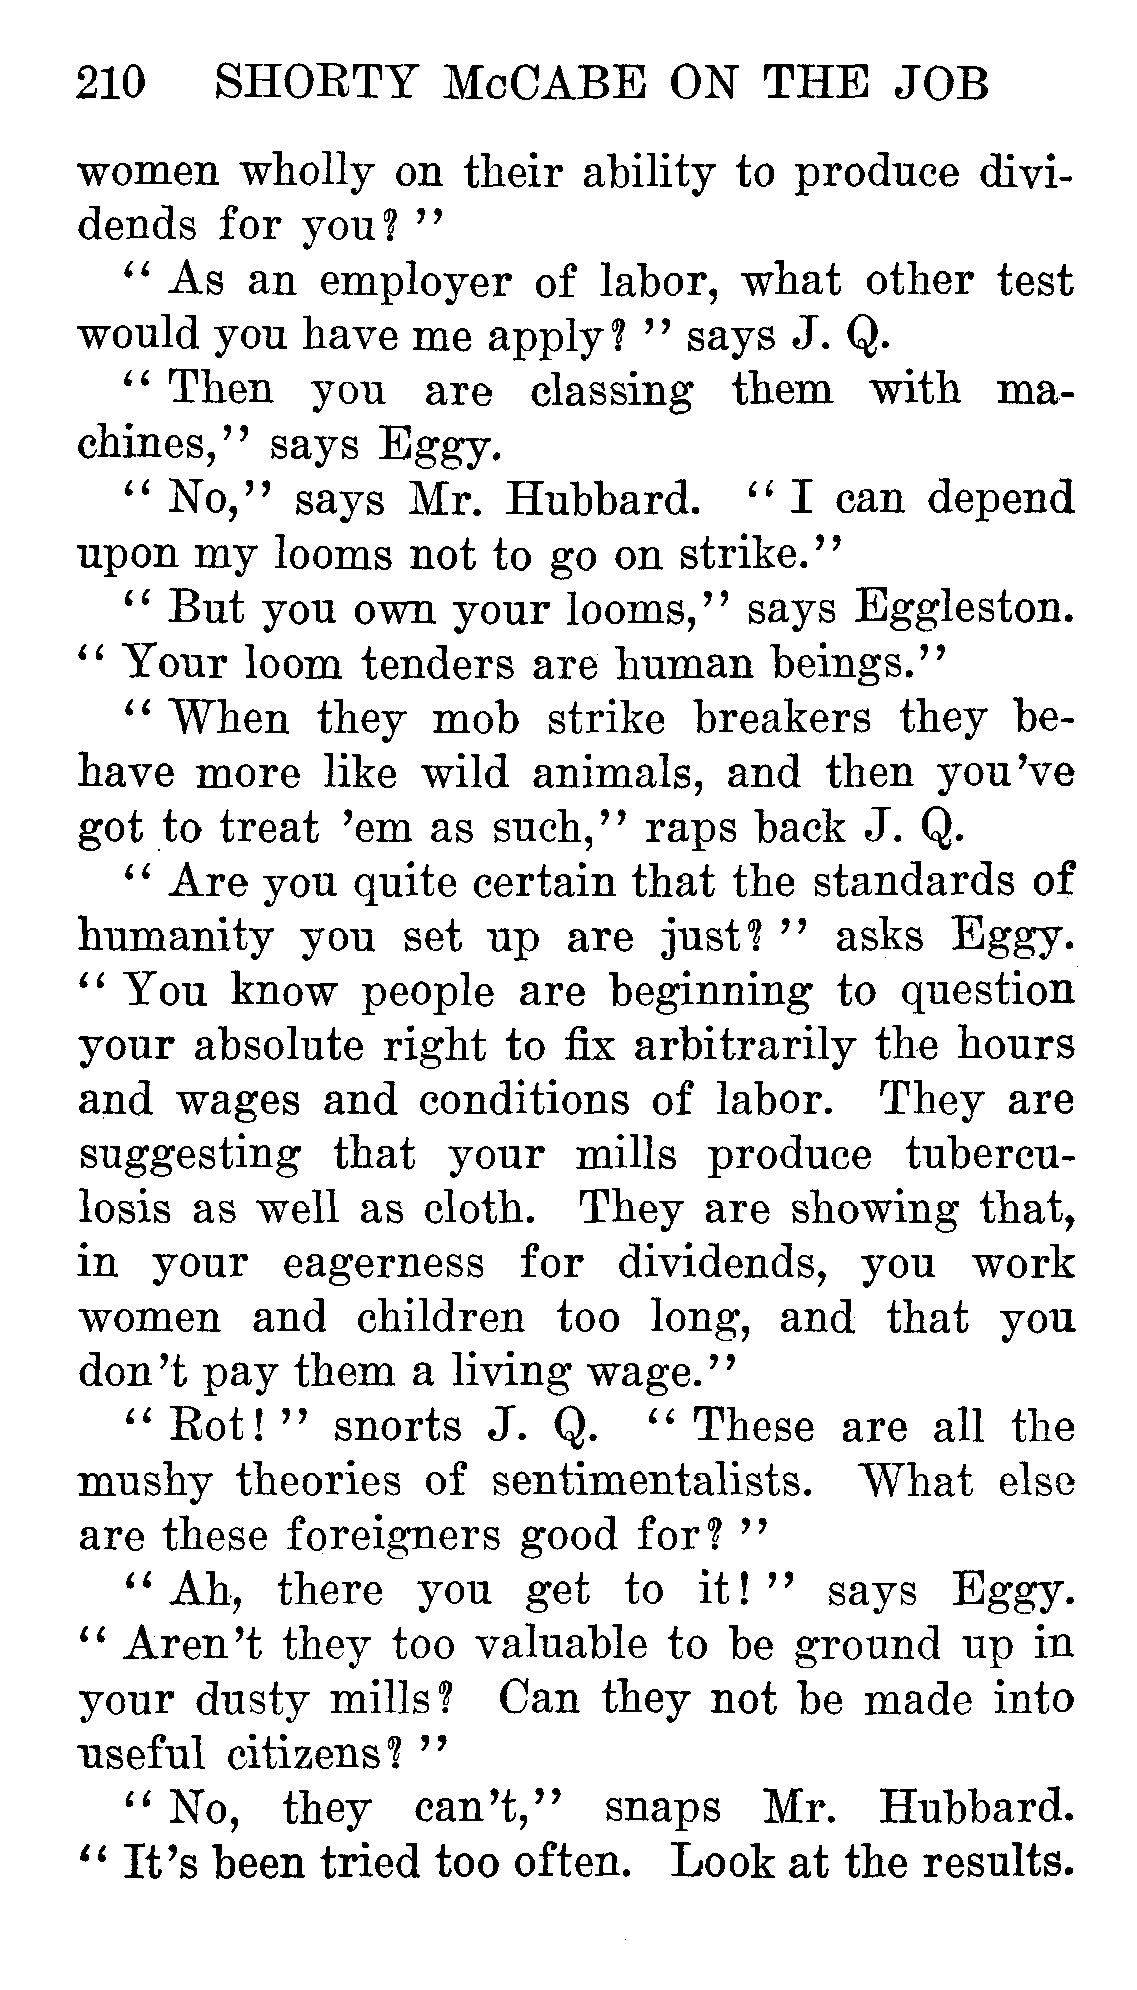 210 SHORTY McCABE ON THE JOB
women wholly on their ability to produce divi-
dends for you? ”
“ As an employer of labor, what other test
would you have me apply? ” says J. Q.
“ Then you are classing them with ma-
chines,” says Eggy.
“ No,” says Mr. Hubbard. “ I can depend
upon my looms not to go on strike.”
“ But you own your looms,” says Eggleston.
“ Your loom tenders are human beings.”
“ When they mob strike breakers they be-
have more like wild animals, and then you’ve
got to treat ’em as such,” raps back J. Q.
“ Are you quite certain that the standards of
humanity you set up are just? ” asks Eggy.
“ You know people are beginning to question
your absolute right to fix arbitrarily the hours
and wages and conditions of labor. They are
suggesting that your mills produce tubercu-
losis as well as cloth. They are showing that,
in your eagerness for dividends, you work
women and children too long, and that you
don’t pay them a living wage.”
“ Rot! ” snorts J. Q. “ These are all the
mushy theories of sentimentalists. What else
are these foreigners good for? ”
“ Ah, there you get to it! ” says Eggy.
“ Aren’t they too valuable to be ground up in
your dusty mills? Can they not be made into
useful citizens? ”
“ No, they can’t,” snaps Mr. Hubbard.
“ It’s been tried too often. Look at the results.